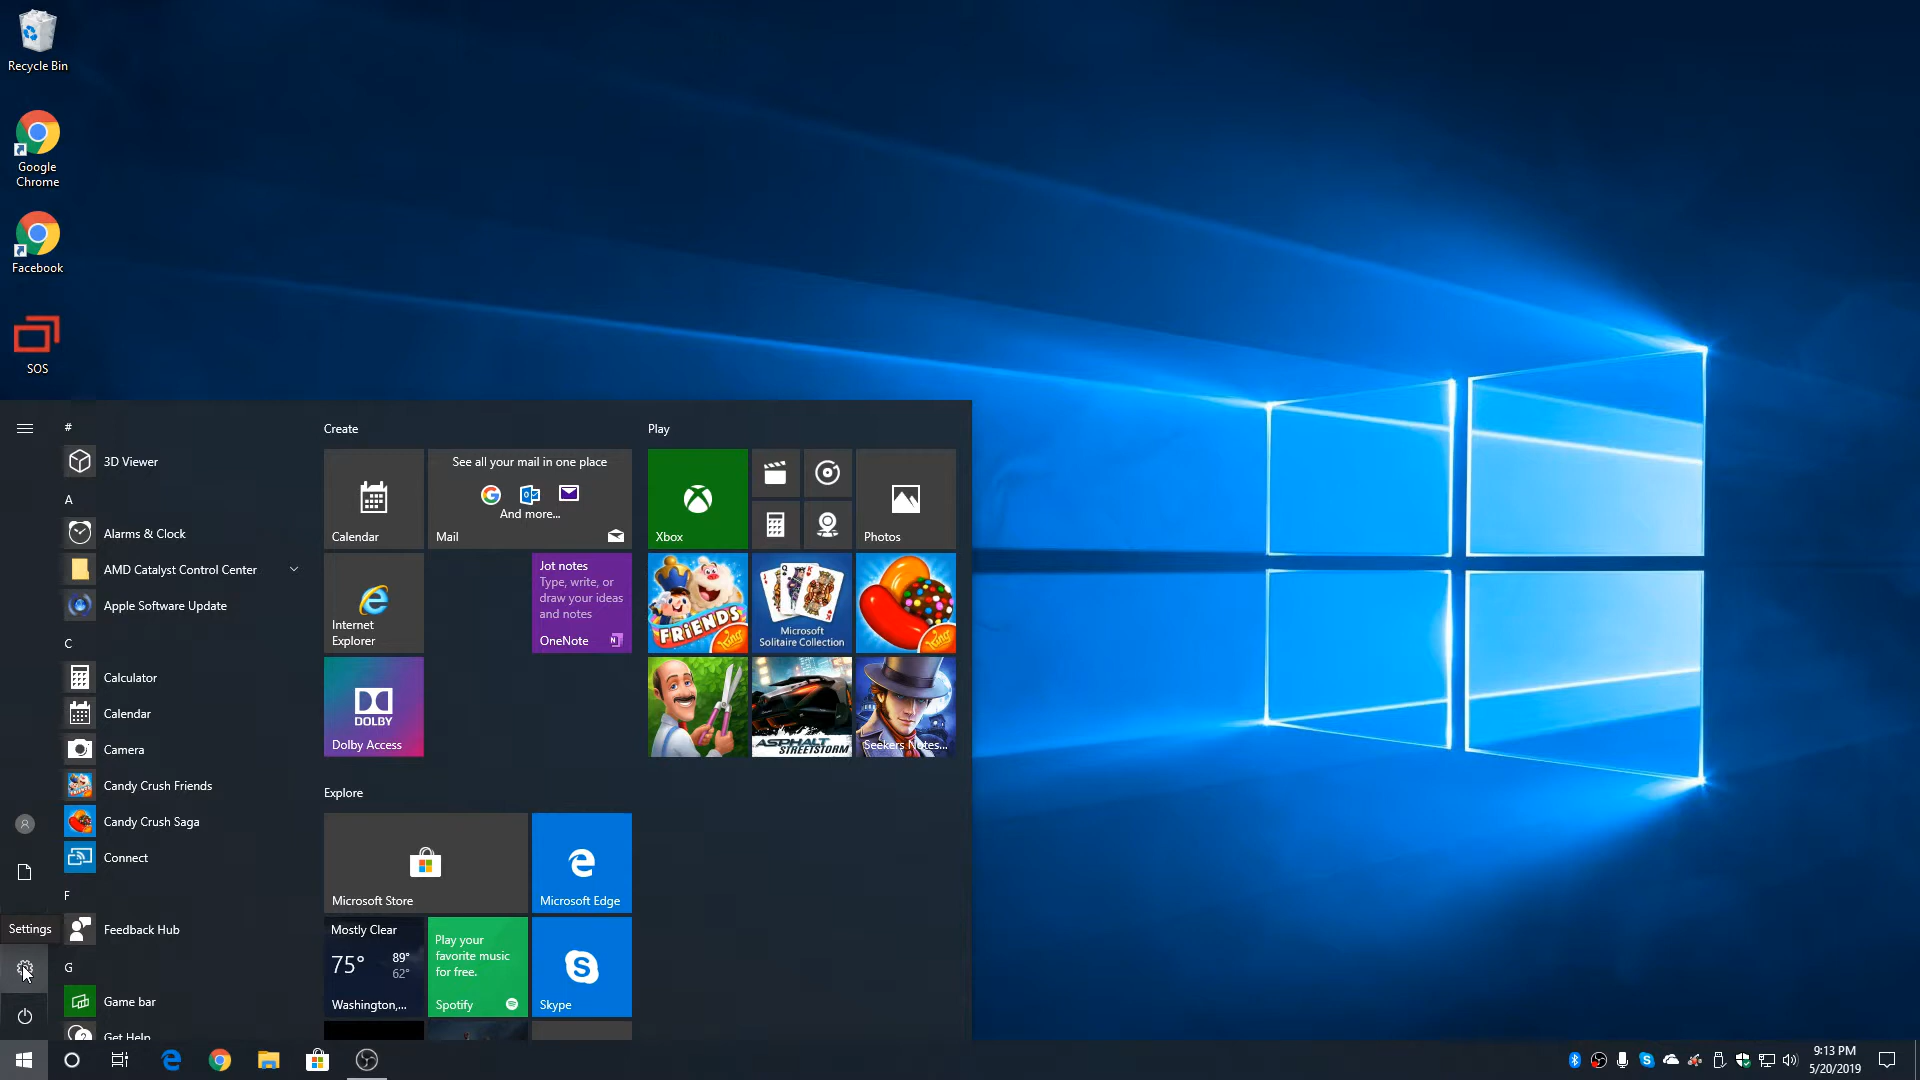 Recycle Bin
Google
Chrome
Facebook
SOS
#
3D Viewer
A
Alarms & Clock
AMD Catalyst Control Center
Apple Software Update
C
Calculator
Calendar
Camera
Candy Crush Friends
Candy Crush Saga
Connect
F
Settings
Feedback Hub
G
Game bar
Get Help
Create
Calendar
See all your mail in one place
And more...
Mail
Internet
Explorer
Jot notes
Type, write, or
draw your ideas
and notes
OneNote
DOLBY
Dolby Access
Play
Xbox
Photos
FRIENDS
King
Microsoft
Solitaire Collection
King
ASPHALT
STREETSTORM
Seekers Notes...
Explore
Microsoft Store
Microsoft Edge
Mostly Clear
75° 89°
62°
Washington,...
Play your
favorite music
for free.
Spotify
Skype
9:13 PM
5/20/2019